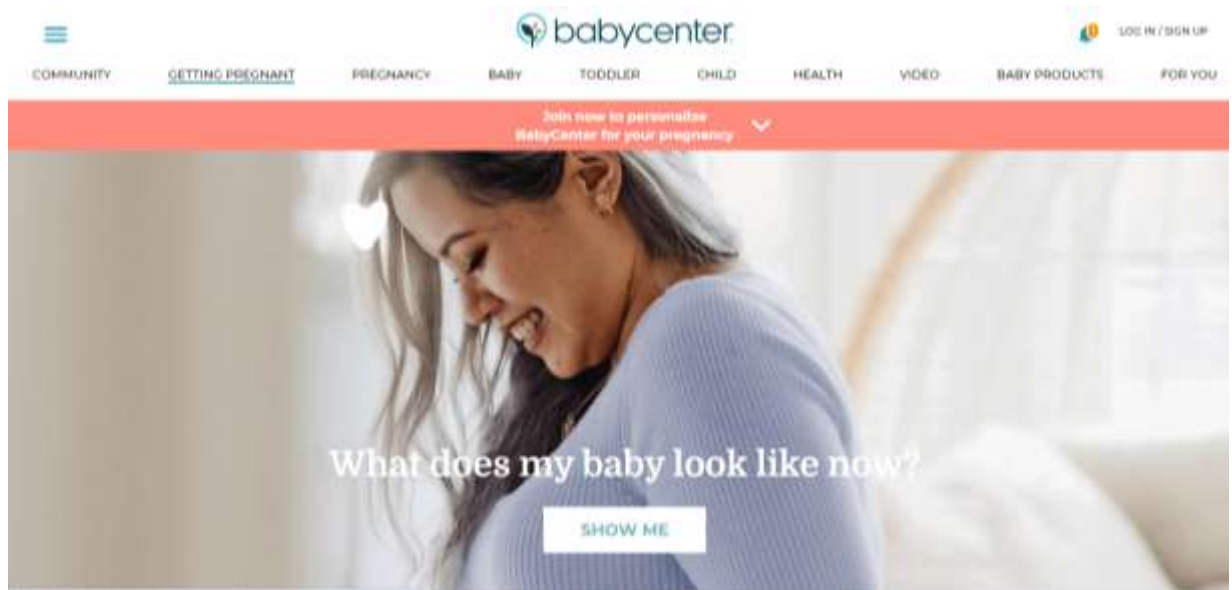 babycenter
LOG IN / SIGN UP
COMMUNITY GETTING PREGNANT PREGNANCY BABY TODDLER CHILD HEALTH VIDEO BABY PRODUCTS FOR YOU
Join now to personalize
BabyCenter for your pregnancy
What does my baby look like now?
SHOW ME